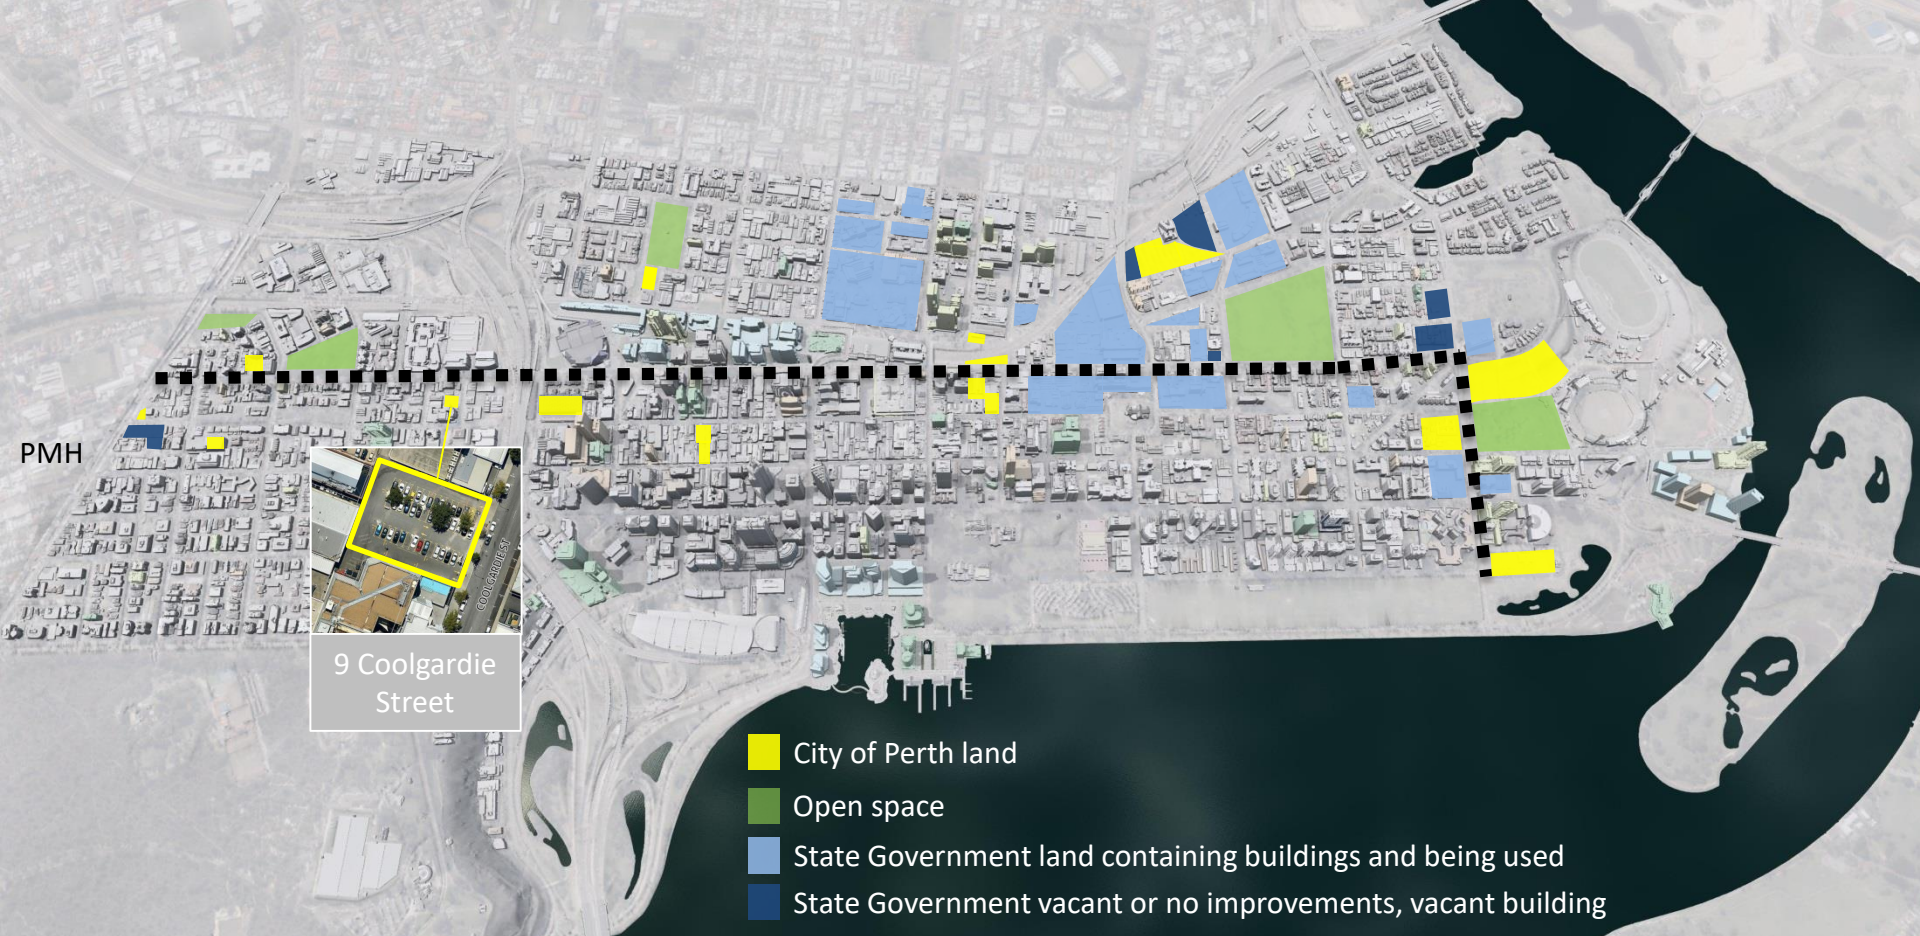 PMH
COOLGARDIE ST
9 Coolgardie
Street
City of Perth land
Open space
State Government land containing buildings and being used
State Government vacant or no improvements, vacant building